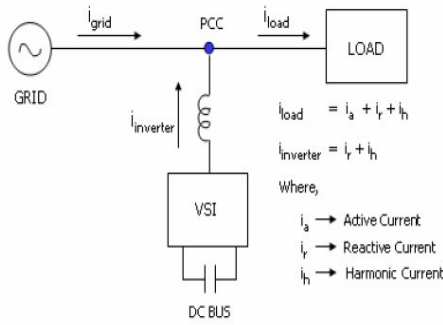 i_grid
PCC
i_load
LOAD
GRID
i_inverter
VSI
DC BUS
i_load = i_a + i_r + i_h
i_inverter = i_r + i_h
Where,
i_a → Active Current
i_r → Reactive Current
i_h → Harmonic Current